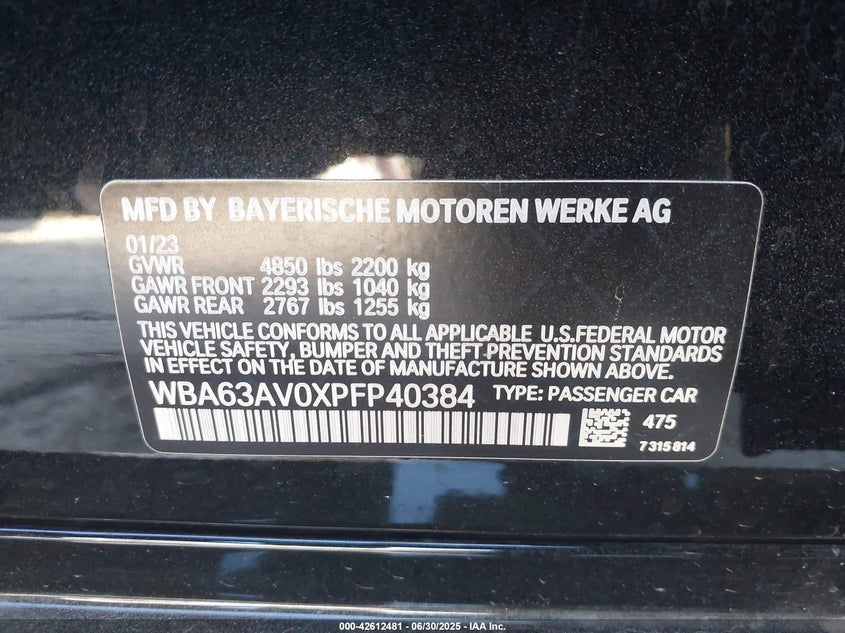 MFD BY BAYERISCHE MOTOREN WERKE AG
01/23
GVWR 4850 lbs 2200 kg
GAWR FRONT 2293 lbs 1040 kg
GAWR REAR 2767 lbs 1255 kg
THIS VEHICLE CONFORMS TO ALL APPLICABLE U.S.FEDERAL MOTOR
VEHICLE SAFETY, BUMPER AND THEFT PREVENTION STANDARDS
IN EFFECT ON THE DATE OF MANUFACTURE SHOWN ABOVE.
WBA63AV0XPFP40384 TYPE: PASSENGER CAR
475
7315814
000-42612481 - 06/30/2025 - IAA Inc.